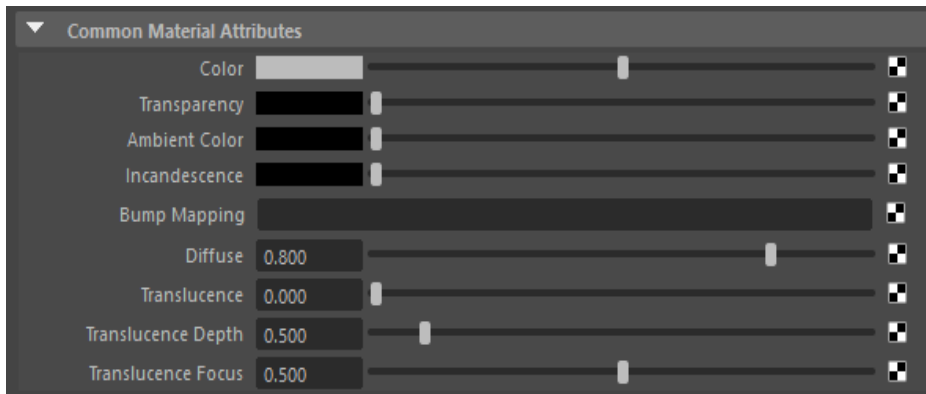 Common Material Attributes
Color
Transparency
Ambient Color
Incandescence
Bump Mapping
Diffuse 0.800
Translucence 0.000
Translucence Depth 0.500
Translucence Focus 0.500